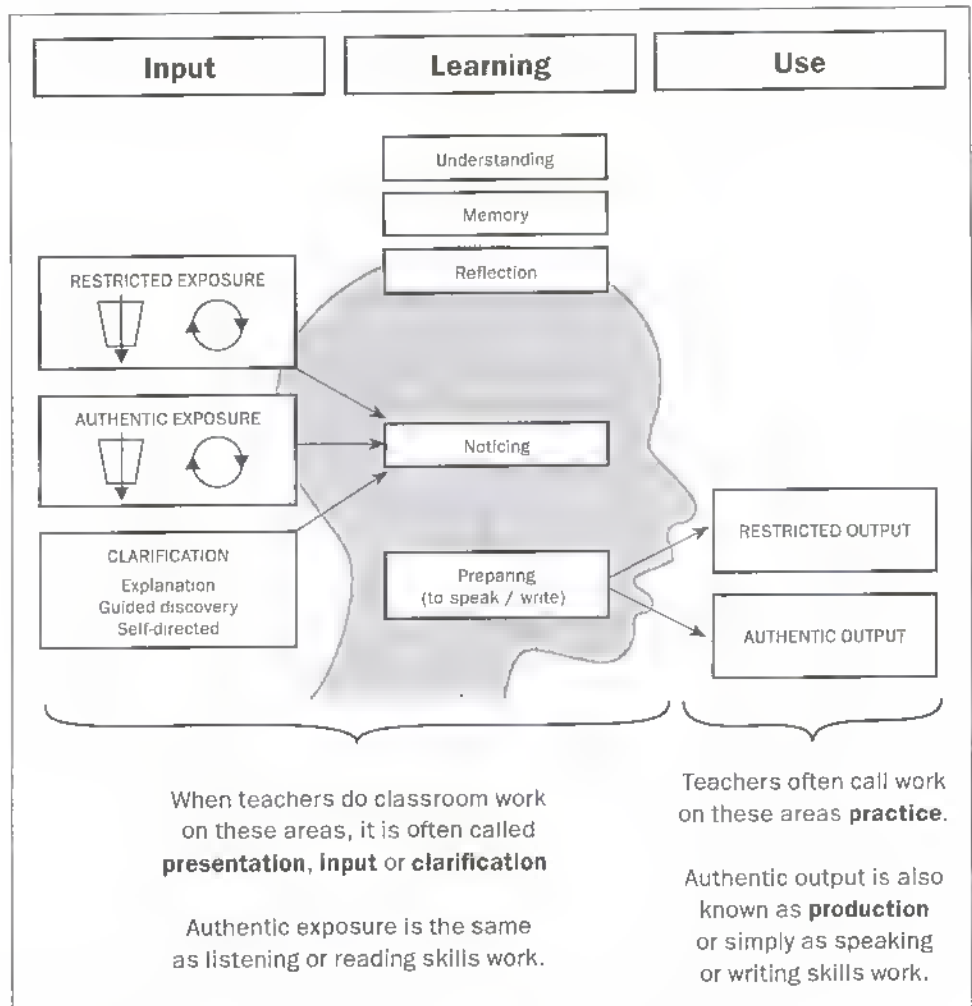 Input
Learning
Use
Understanding
Memory
Reflection
RESTRICTED EXPOSURE
AUTHENTIC EXPOSURE
CLARIFICATION
Explanation
Guided discovery
Self-directed
Noticing
Preparing
(to speak / write)
RESTRICTED OUTPUT
AUTHENTIC OUTPUT
When teachers do classroom work
on these areas, it is often called
presentation, input or clarification
Authentic exposure is the same
as listening or reading skills work.
Teachers often call work
on these areas practice.
Authentic output is also
known as production
or simply as speaking
or writing skills work.